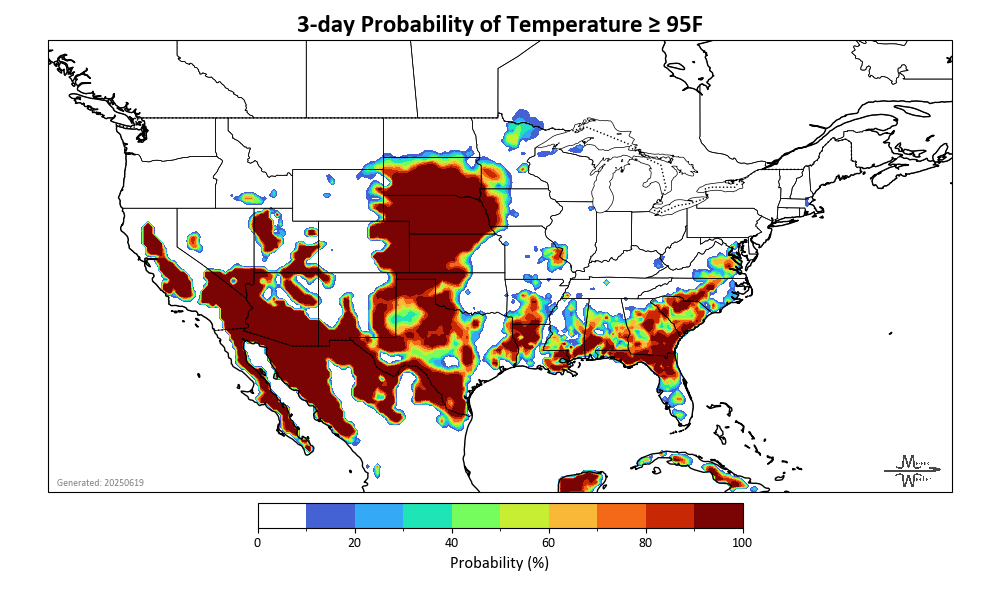 3-day Probability of Temperature ≥ 95F
Generated: 20250619
0 20 40 60 80 100
Probability (%)